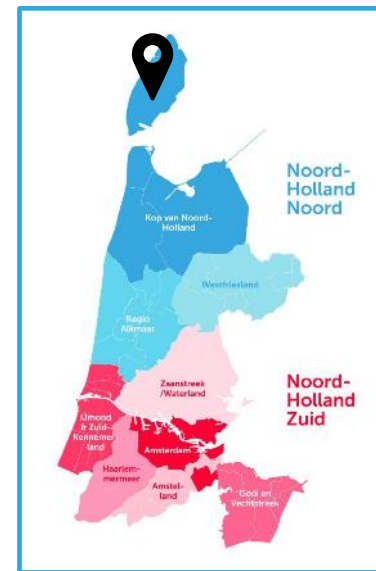 Noord-
Holland
Noord
Kop van Noord-
Holland
Westfriesland
Regio
Alkmaar
Zaanstreek
/Waterland
Noord-
Holland
Zuid
IJmond
& Zuid-
Kennemer
land
Amsterdam
Haarlem-
mermeer
Amstel-
land
Gooi en
Vechtstreek